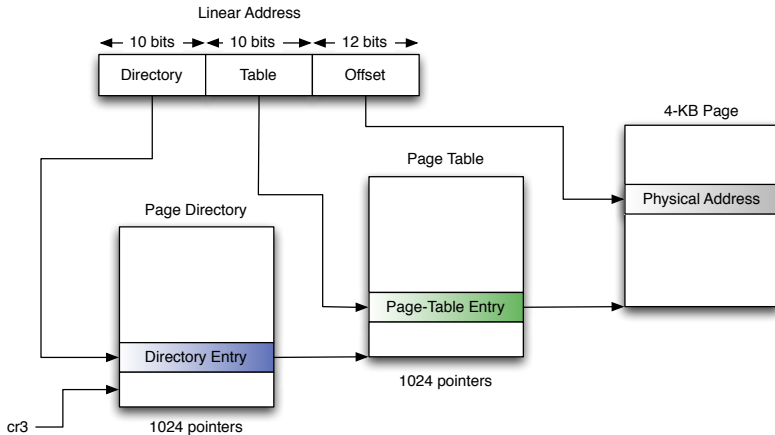 Linear Address
10 bits 10 bits 12 bits
Directory Table Offset
4-KB Page
Page Table
Physical Address
Page Directory
Page-Table Entry
Directory Entry
1024 pointers
cr3
1024 pointers